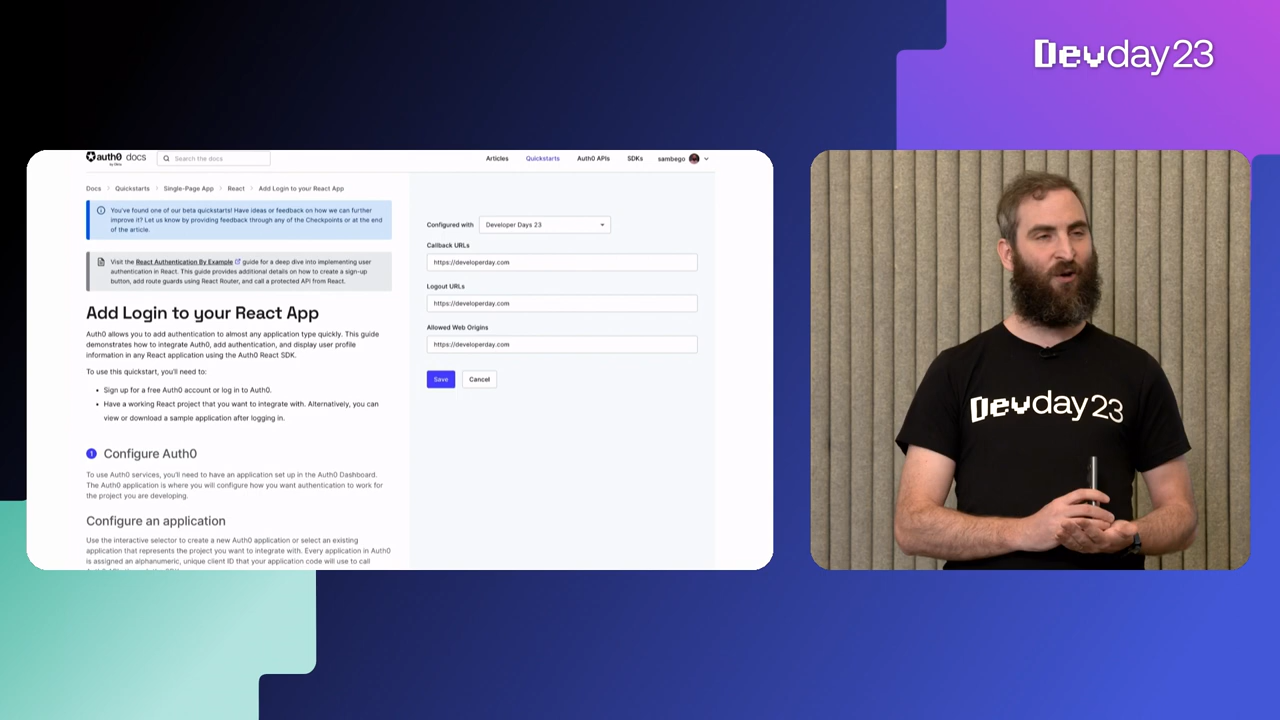 Devday23
auth0 docs
by Okta
Search the docs
Articles
Quickstarts
Auth0 APIs
SDKs
sambego
Docs > Quickstarts > Single-Page App > React > Add Login to your React App
You've found one of our beta quickstarts! Have ideas or feedback on how we can further
improve it? Let us know by providing feedback through any of the Checkpoints or at the end
of the article.
Visit the React Authentication By Example guide for a deep dive into implementing user
authentication in React. This guide provides additional details on how to create a sign-up
button, add route guards using React Router, and call a protected API from React.
Add Login to your React App
Auth0 allows you to add authentication to almost any application type quickly. This guide
demonstrates how to integrate Auth0, add authentication, and display user profile
information in any React application using the Auth0 React SDK.
To use this quickstart, you'll need to:
• Sign up for a free Auth0 account or log in to Auth0.
• Have a working React project that you want to integrate with. Alternatively, you can
view or download a sample application after logging in.
1 Configure Auth0
To use Auth0 services, you'll need to have an application set up in the Auth0 Dashboard.
The Auth0 application is where you will configure how you want authentication to work for
the project you are developing.
Configure an application
Use the interactive selector to create a new Auth0 application or select an existing
application that represents the project you want to integrate with. Every application in Auth0
is assigned an alphanumeric, unique client ID that your application code will use to call
Configured with
Developer Days 23
Callback URLs
https://developerday.com
Logout URLs
https://developerday.com
Allowed Web Origins
https://developerday.com
Save
Cancel
Devday23